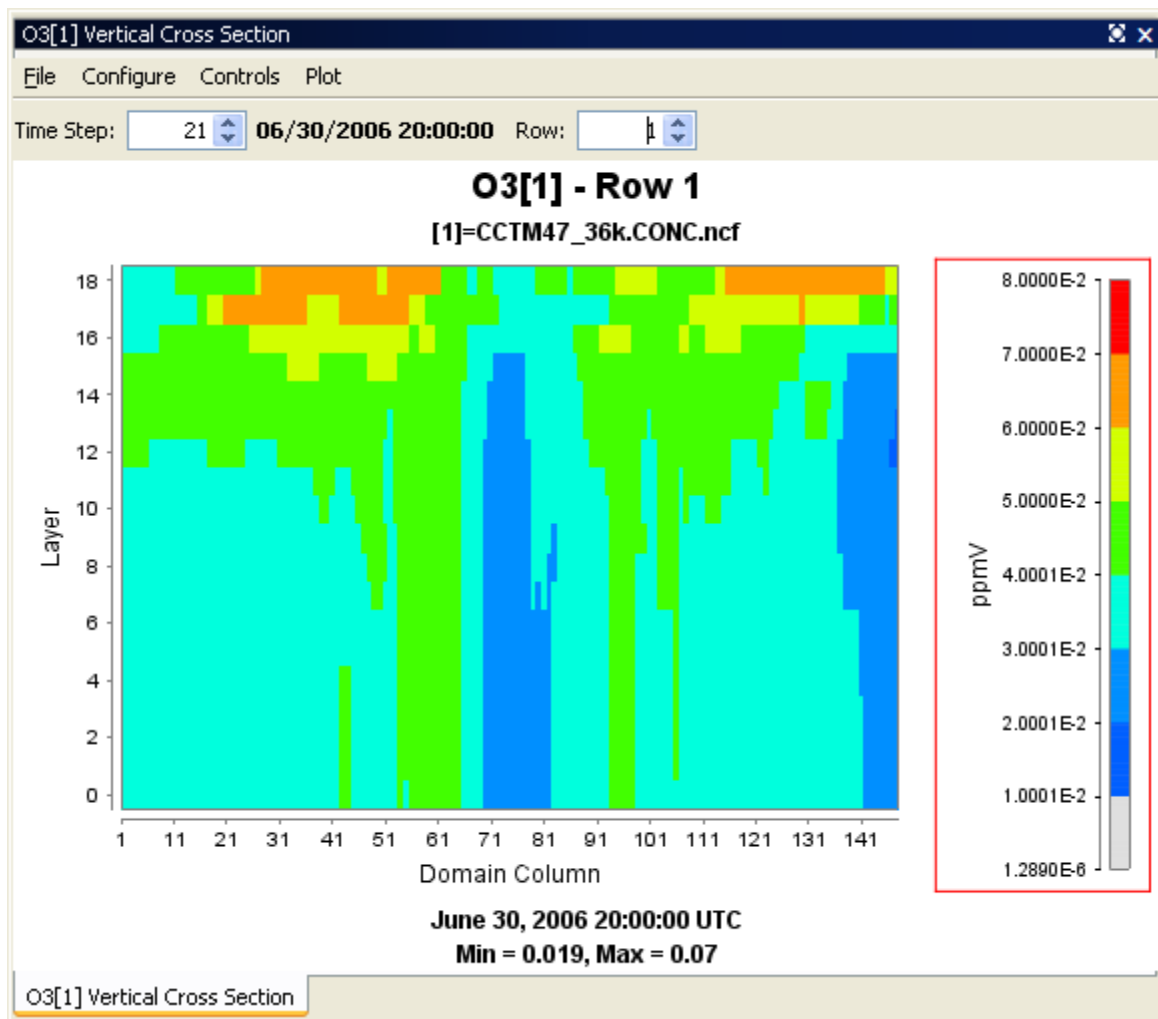 O3[1] Vertical Cross Section
File Configure Controls Plot
Time Step: 21 06/30/2006 20:00:00 Row: 1
O3[1] - Row 1
[1]=CCTM47_36k.CONC.ncf
18
16
14
12
10
8
6
4
2
0
Layer
1 11 21 31 41 51 61 71 81 91 101 111 121 131 141
Domain Column
8.0000E-2
7.0000E-2
6.0000E-2
5.0000E-2
4.0001E-2
3.0001E-2
2.0001E-2
1.0001E-2
1.2890E-6
ppmV
June 30, 2006 20:00:00 UTC
Min = 0.019, Max = 0.07
O3[1] Vertical Cross Section